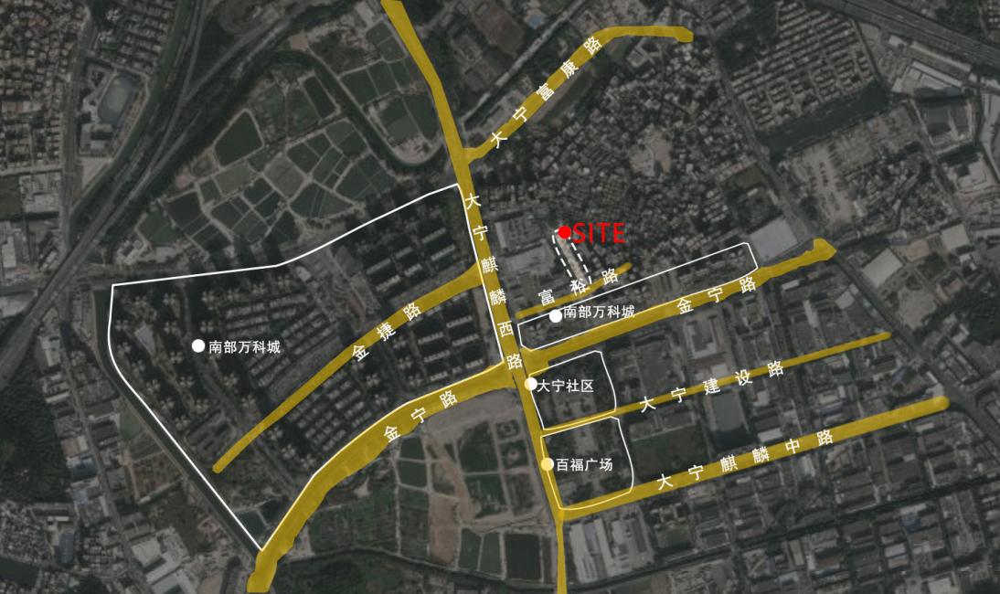 大宁富康路
大宁麒麟西路
SITE
富裕路
南部万科城
金宁路
金捷路
南部万科城
大宁社区
大宁建设路
金宁路
百福广场
大宁麒麟中路